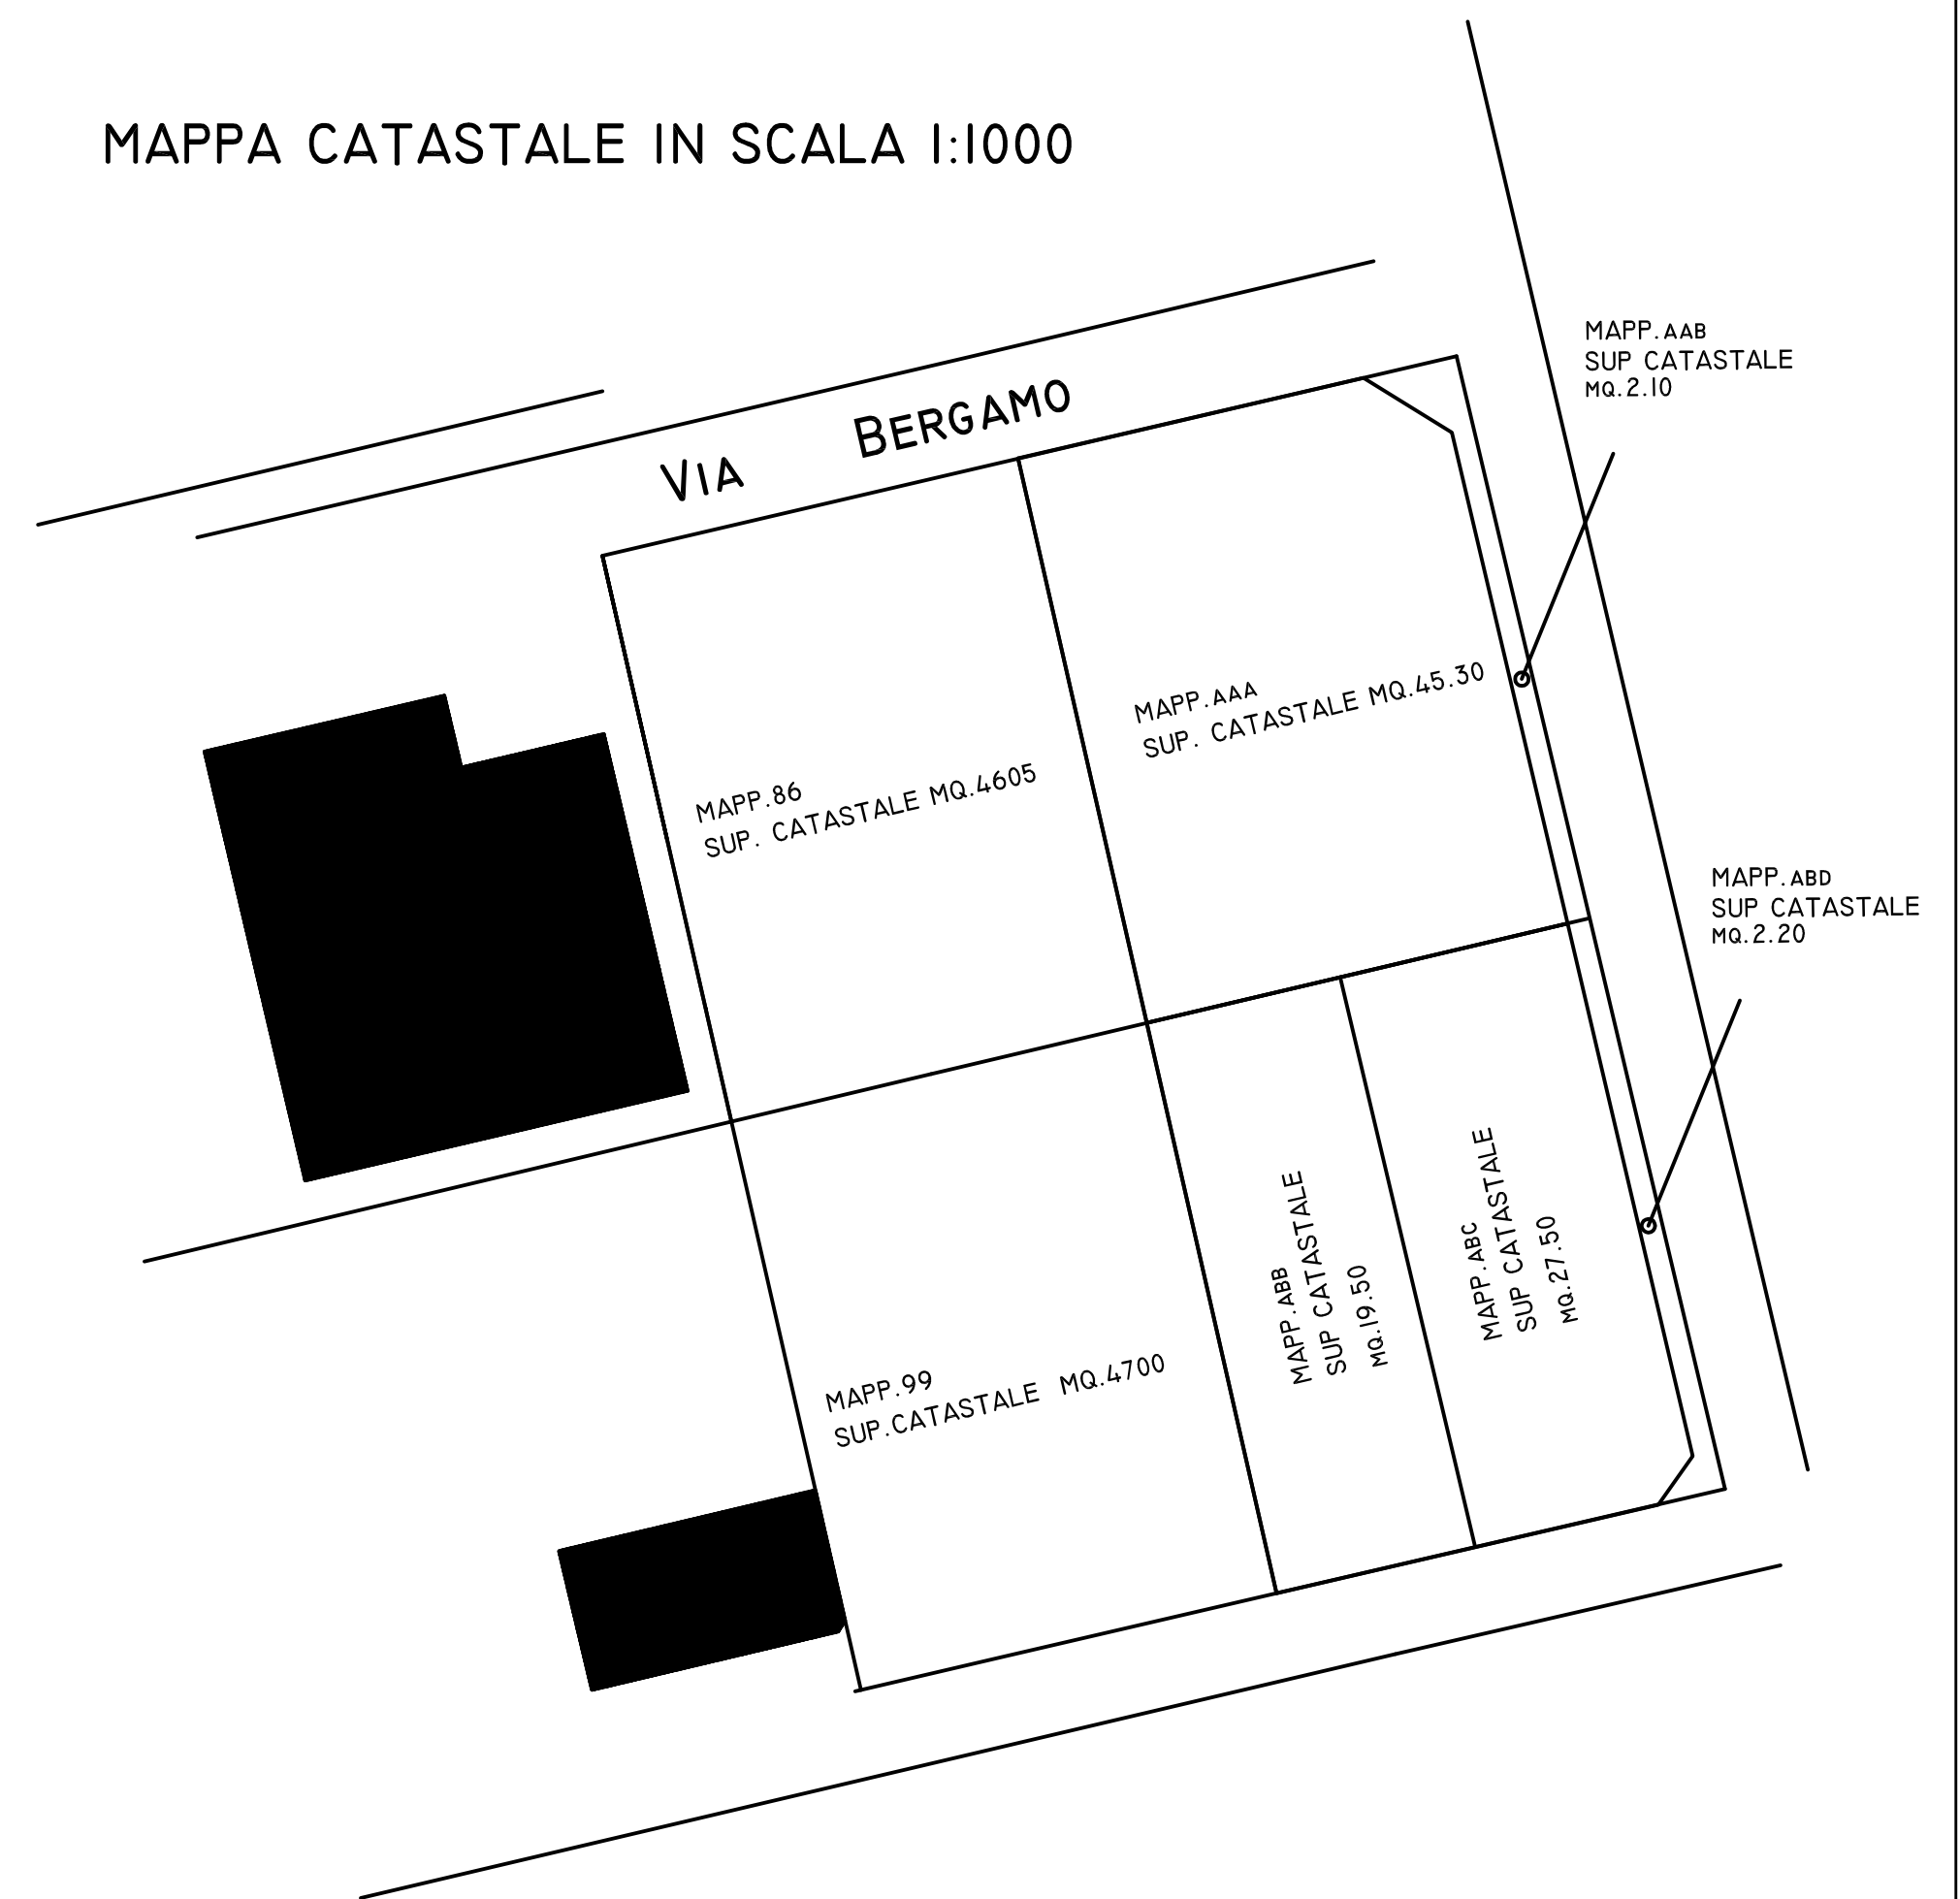 MAPPA CATASTALE IN SCALA 1:1000
MAPP.AAB
SUP CATASTALE
MQ.2.10
VIA BERGAMO
MAPP.AAA
SUP. CATASTALE MQ.45.30
MAPP.86
SUP. CATASTALE MQ.4605
MAPP.ABD
SUP CATASTALE
MQ.2.20
MAPP.ABB
SUP CATASTALE
MQ.19.50
MAPP.ABC
SUP CATASTALE
MQ.27.50
MAPP.99
SUP.CATASTALE MQ.4700